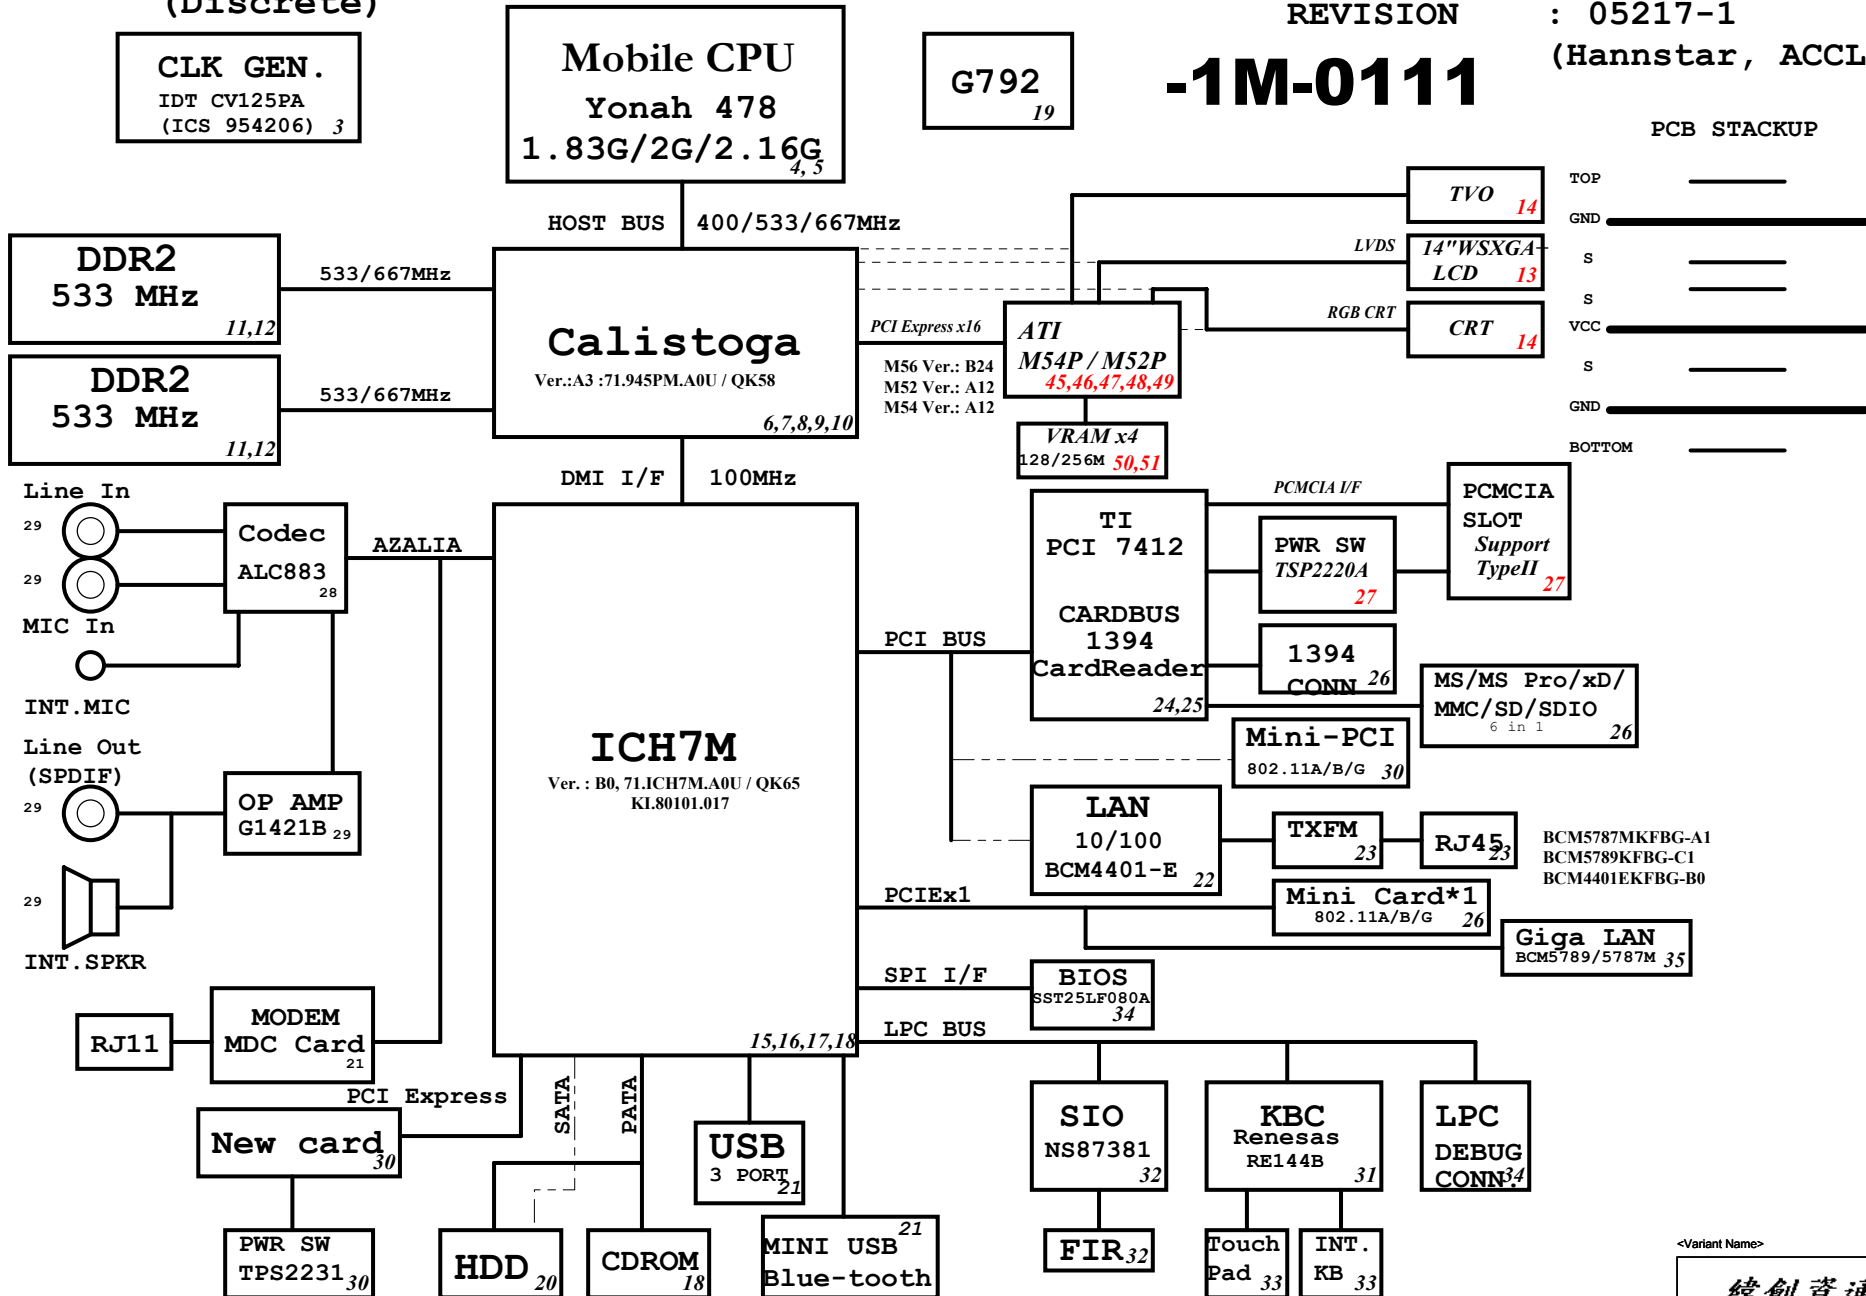 (Discrete)
REVISION : 05217-1
(Hannstar, ACCL
-1M-0111
CLK GEN.
IDT CV125PA
(ICS 954206) 3
Mobile CPU
Yonah 478
1.83G/2G/2.16G
4, 5
G792
19
PCB STACKUP
TOP
GND
S
S
VCC
S
GND
BOTTOM
HOST BUS 400/533/667MHz
DDR2
533 MHz
11,12
533/667MHz
DDR2
533 MHz
11,12
533/667MHz
Calistoga
Ver.:A3 :71.945PM.A0U / QK58
6,7,8,9,10
PCI Express x16
M56 Ver.: B24
M52 Ver.: A12
M54 Ver.: A12
ATI
M54P / M52P
45,46,47,48,49
VRAM x4
128/256M 50,51
TVO
14
LVDS
14"WSXGA+
LCD 13
RGB CRT
CRT
14
DMI I/F 100MHz
Line In
29
29
MIC In
INT.MIC
Codec
ALC883
28
AZALIA
Line Out
(SPDIF)
29
OP AMP
G1421B 29
29
INT.SPKR
RJ11
MODEM
MDC Card
21
ICH7M
Ver. : B0, 71.ICH7M.A0U / QK65
KI.80101.017
15,16,17,18
PCI BUS
TI
PCI 7412
CARDBUS
1394
CardReader
24,25
PCMCIA I/F
PCMCIA
SLOT
Support
TypeII
27
PWR SW
TSP2220A
27
1394
CONN 26
MS/MS Pro/xD/
MMC/SD/SDIO
6 in 1
26
Mini-PCI
802.11A/B/G 30
LAN
10/100
BCM4401-E 22
TXFM
23
RJ45
23
BCM5787MKFBG-A1
BCM5789KFBG-C1
BCM4401EKFBG-B0
PCIEx1
Mini Card*1
802.11A/B/G 26
Giga LAN
BCM5789/5787M 35
SPI I/F
BIOS
SST25LF080A
34
LPC BUS
PCI Express
SATA
PATA
New card
30
PWR SW
TPS2231 30
HDD 20
CDROM
18
USB
3 PORT
21
21
MINI USB
Blue-tooth
SIO
NS87381
32
FIR 32
KBC
Renesas
RE144B
31
Touch
Pad 33
INT.
KB 33
LPC
DEBUG
CONN.
34
<Variant Name>
緯創資通